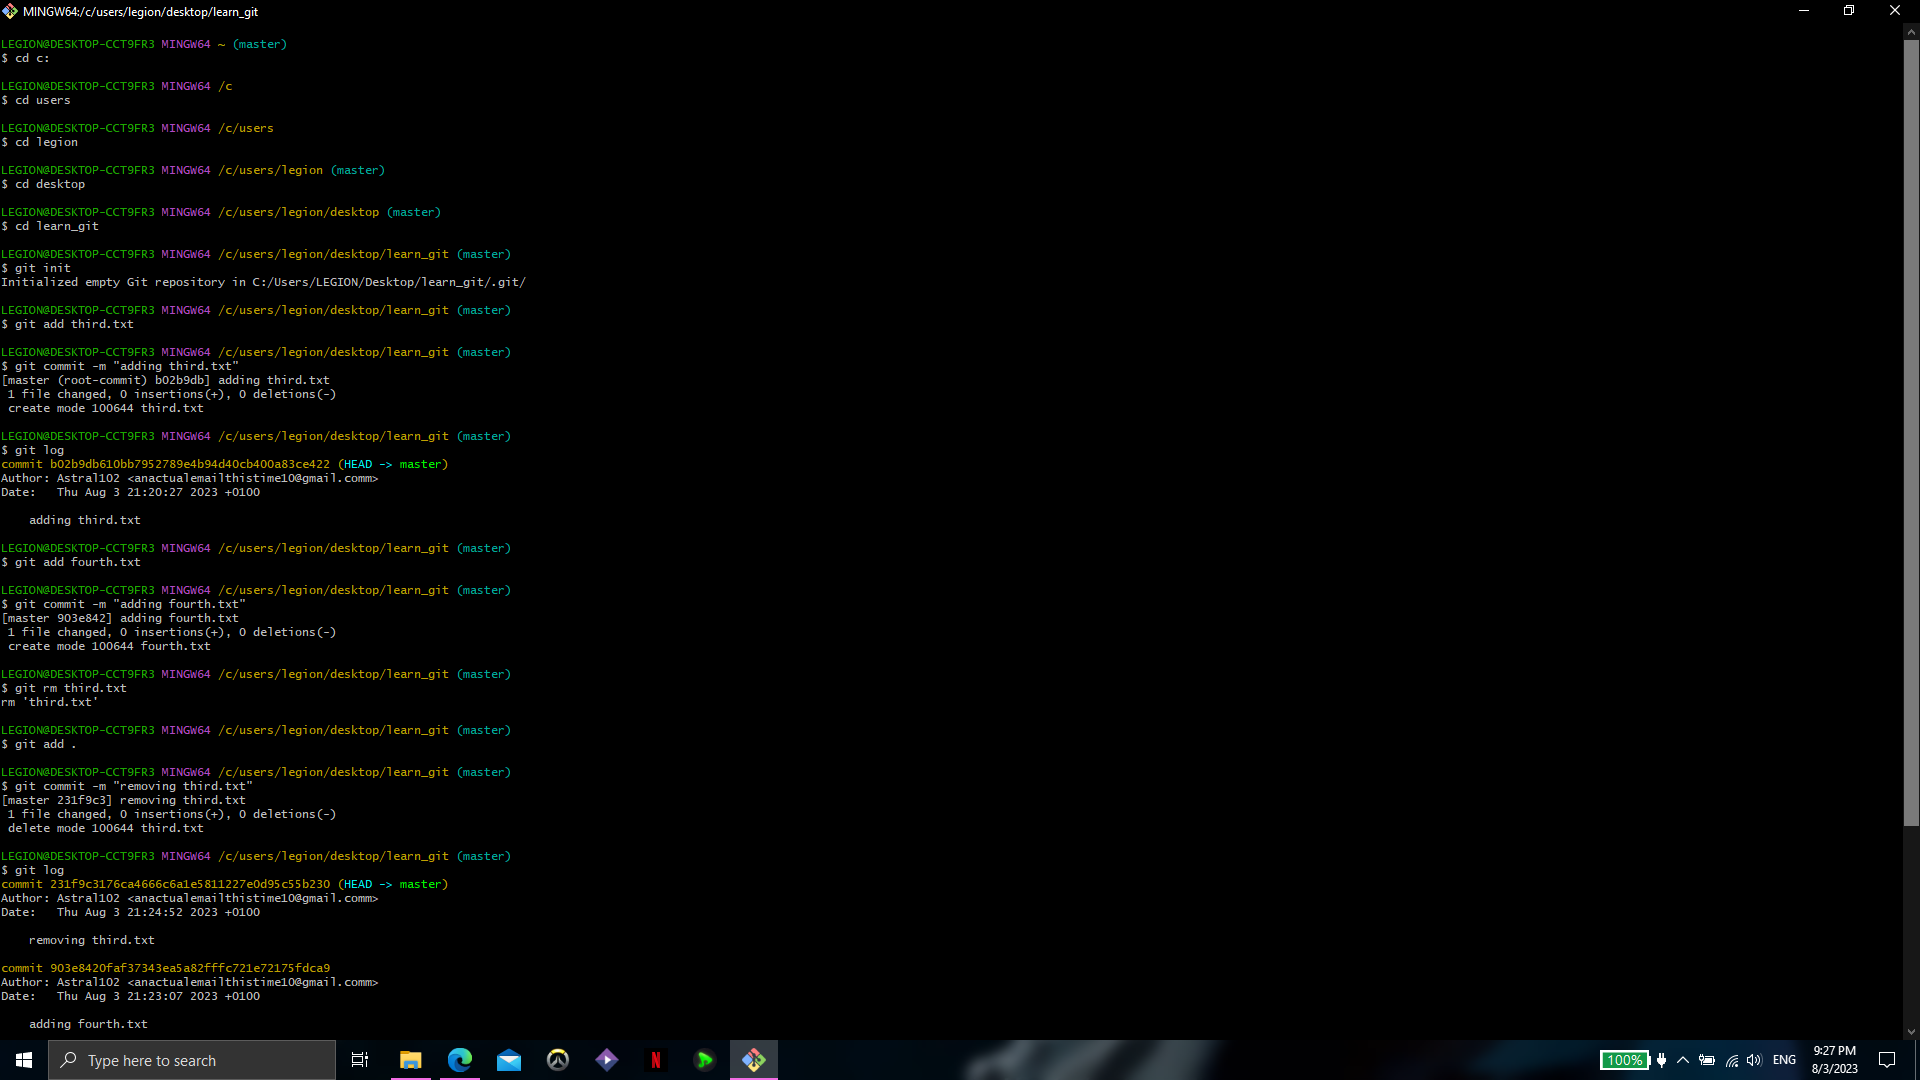 MINGW64:/c/users/legion/desktop/learn_git
LEGION@DESKTOP-CCT9FR3 MINGW64 ~ (master)
$ cd c:
LEGION@DESKTOP-CCT9FR3 MINGW64 /c
$ cd users
LEGION@DESKTOP-CCT9FR3 MINGW64 /c/users
$ cd legion
LEGION@DESKTOP-CCT9FR3 MINGW64 /c/users/legion (master)
$ cd desktop
LEGION@DESKTOP-CCT9FR3 MINGW64 /c/users/legion/desktop (master)
$ cd learn_git
LEGION@DESKTOP-CCT9FR3 MINGW64 /c/users/legion/desktop/learn_git (master)
$ git init
Initialized empty Git repository in C:/Users/LEGION/Desktop/learn_git/.git/
LEGION@DESKTOP-CCT9FR3 MINGW64 /c/users/legion/desktop/learn_git (master)
$ git add third.txt
LEGION@DESKTOP-CCT9FR3 MINGW64 /c/users/legion/desktop/learn_git (master)
$ git commit -m "adding third.txt"
[master (root-commit) b02b9db] adding third.txt
1 file changed, 0 insertions(+), 0 deletions(-)
create mode 100644 third.txt
LEGION@DESKTOP-CCT9FR3 MINGW64 /c/users/legion/desktop/learn_git (master)
$ git log
commit b02b9db610bb7952789e4b94d40cb400a83ce422 (HEAD -> master)
Author: Astral102 <anactualemailthistime10@gmail.comm>
Date:   Thu Aug 3 21:20:27 2023 +0100
adding third.txt
LEGION@DESKTOP-CCT9FR3 MINGW64 /c/users/legion/desktop/learn_git (master)
$ git add fourth.txt
LEGION@DESKTOP-CCT9FR3 MINGW64 /c/users/legion/desktop/learn_git (master)
$ git commit -m "adding fourth.txt"
[master 903e842] adding fourth.txt
1 file changed, 0 insertions(+), 0 deletions(-)
create mode 100644 fourth.txt
LEGION@DESKTOP-CCT9FR3 MINGW64 /c/users/legion/desktop/learn_git (master)
$ git rm third.txt
rm 'third.txt'
LEGION@DESKTOP-CCT9FR3 MINGW64 /c/users/legion/desktop/learn_git (master)
$ git add .
LEGION@DESKTOP-CCT9FR3 MINGW64 /c/users/legion/desktop/learn_git (master)
$ git commit -m "removing third.txt"
[master 231f9c3] removing third.txt
1 file changed, 0 insertions(+), 0 deletions(-)
delete mode 100644 third.txt
LEGION@DESKTOP-CCT9FR3 MINGW64 /c/users/legion/desktop/learn_git (master)
$ git log
commit 231f9c3176ca4666c6a1e5811227e0d95c55b230 (HEAD -> master)
Author: Astral102 <anactualemailthistime10@gmail.comm>
Date:   Thu Aug 3 21:24:52 2023 +0100
removing third.txt
commit 903e8420faf37343ea5a82fffc721e72175fdca9
Author: Astral102 <anactualemailthistime10@gmail.comm>
Date:   Thu Aug 3 21:23:07 2023 +0100
adding fourth.txt
Type here to search
N
100%
ENG
9:27 PM
8/3/2023